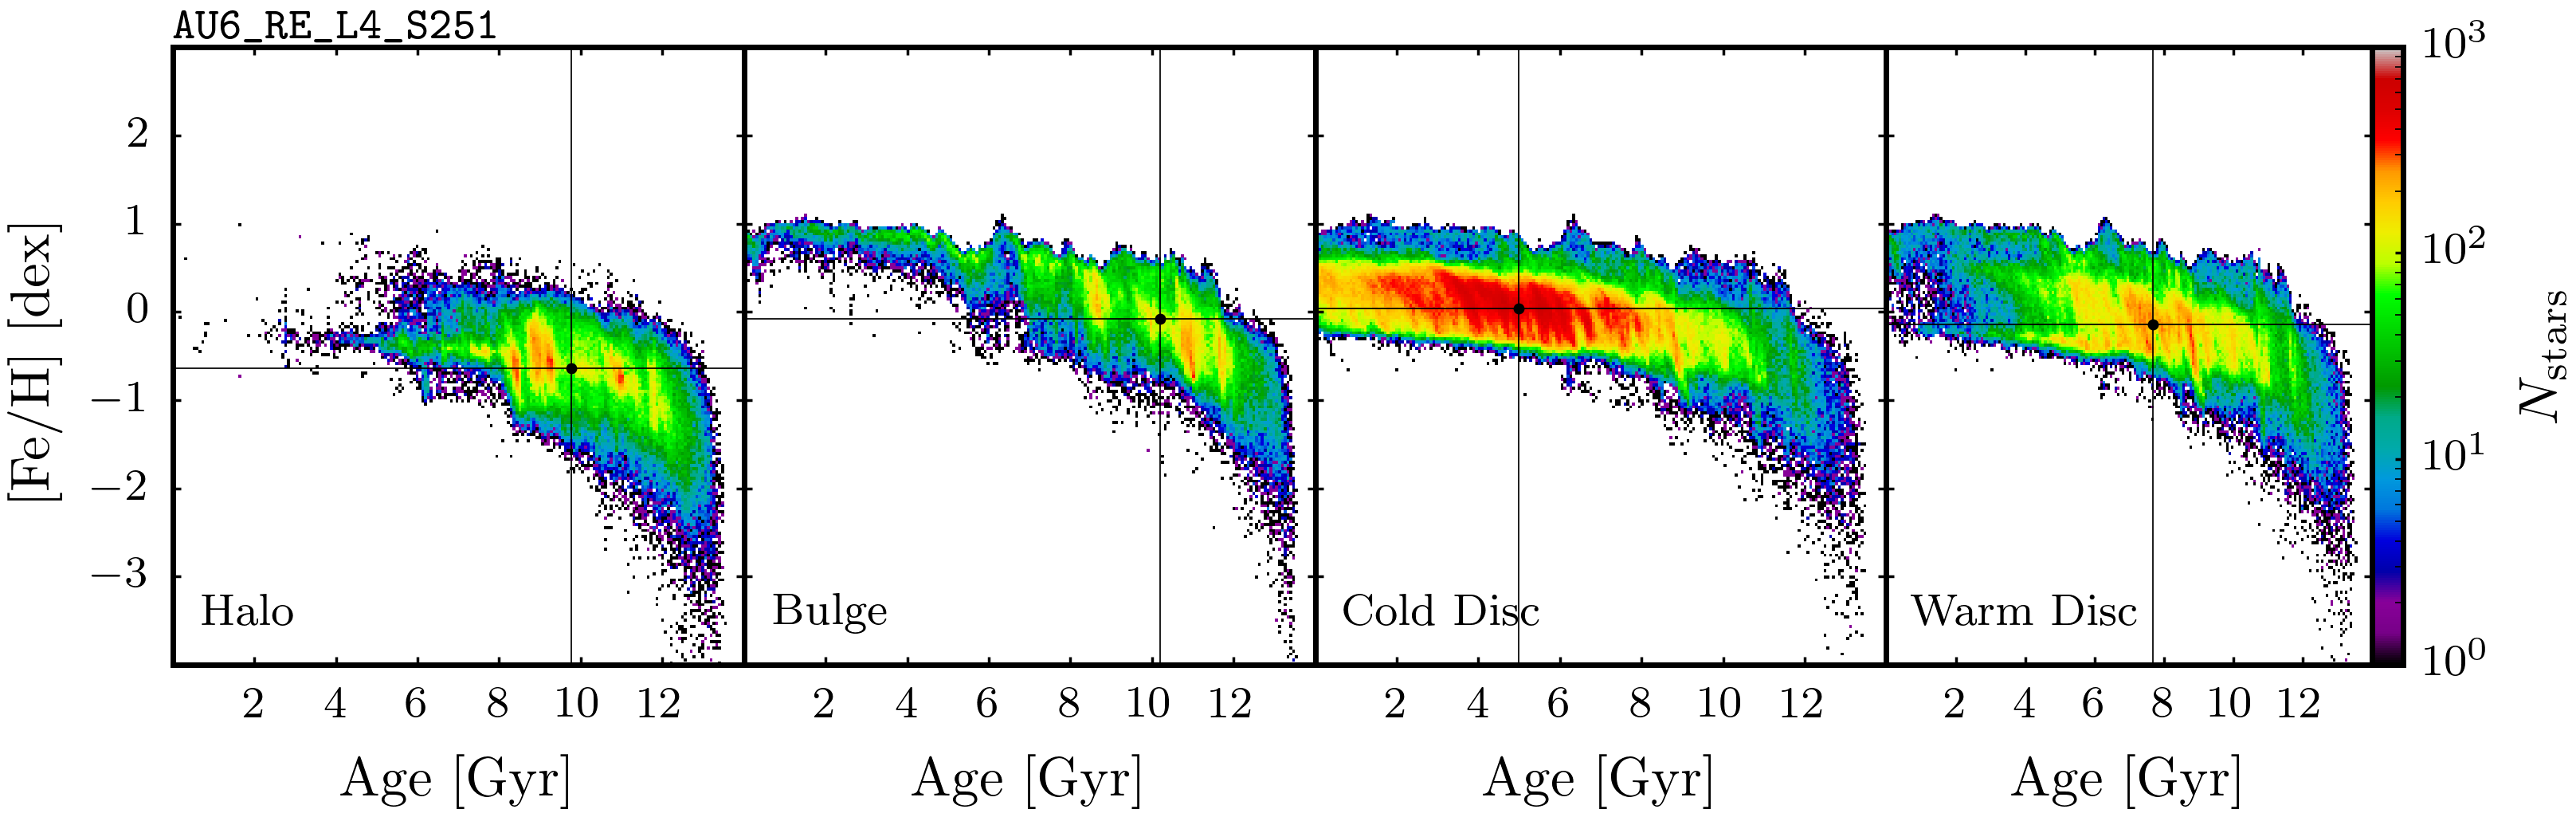 AU6_RE_L4_S251
[Fe/H] [dex]
2
1
0
−1
−2
−3
Halo
Bulge
Cold Disc
Warm Disc
2 4 6 8 10 12
2 4 6 8 10 12
2 4 6 8 10 12
2 4 6 8 10 12
Age [Gyr]
Age [Gyr]
Age [Gyr]
Age [Gyr]
10³
10²
10¹
10⁰
N_stars